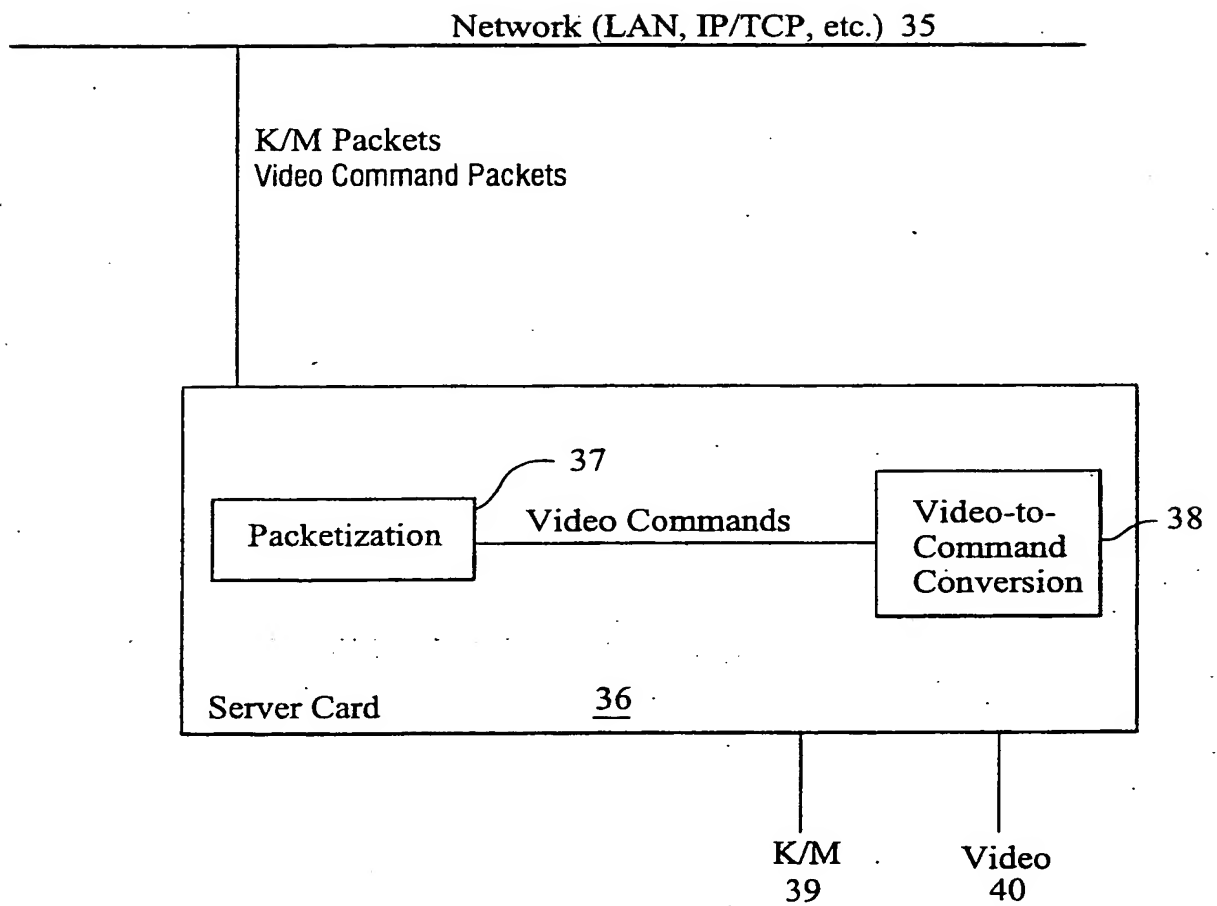 Network (LAN, IP/TCP, etc.) 35
K/M Packets
Video Command Packets
37
Packetization
Video Commands
Video-to-
Command
Conversion
38
Server Card
36
K/M
39
Video
40